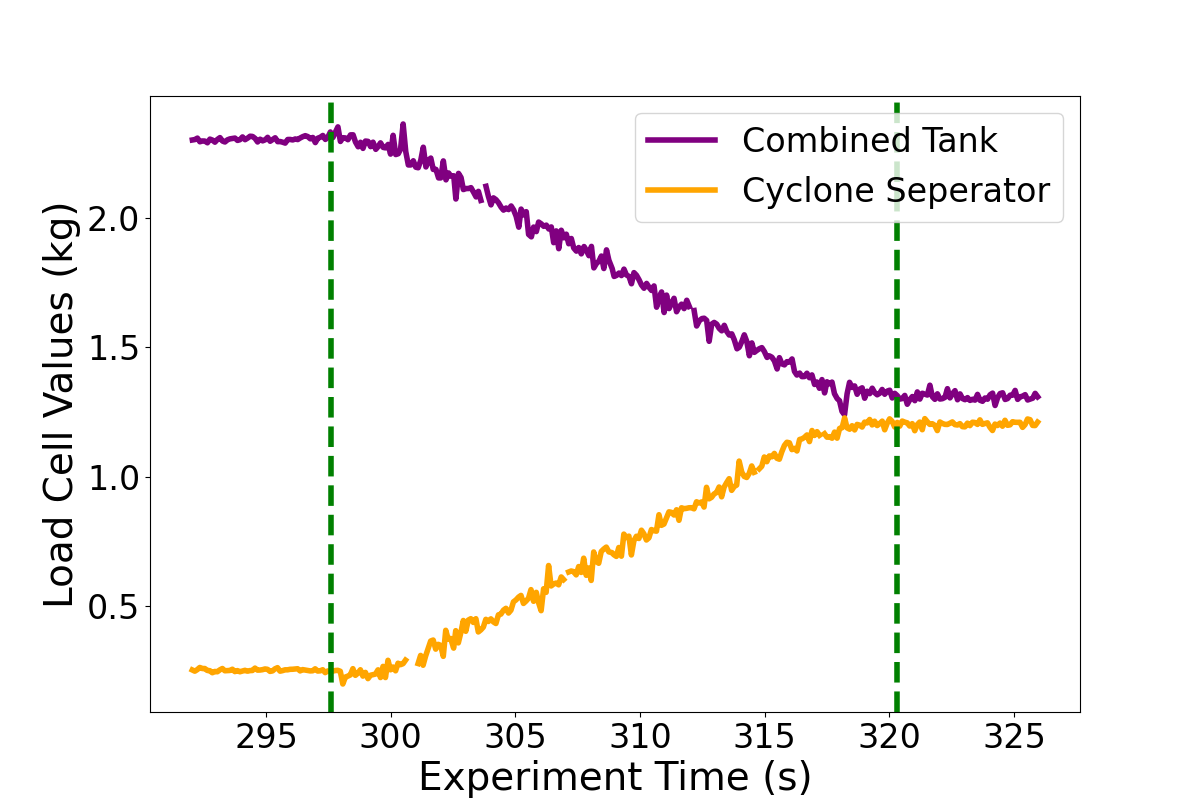 Combined Tank
Cyclone Seperator
Load Cell Values (kg)
2.0
1.5
1.0
0.5
295 300 305 310 315 320 325
Experiment Time (s)